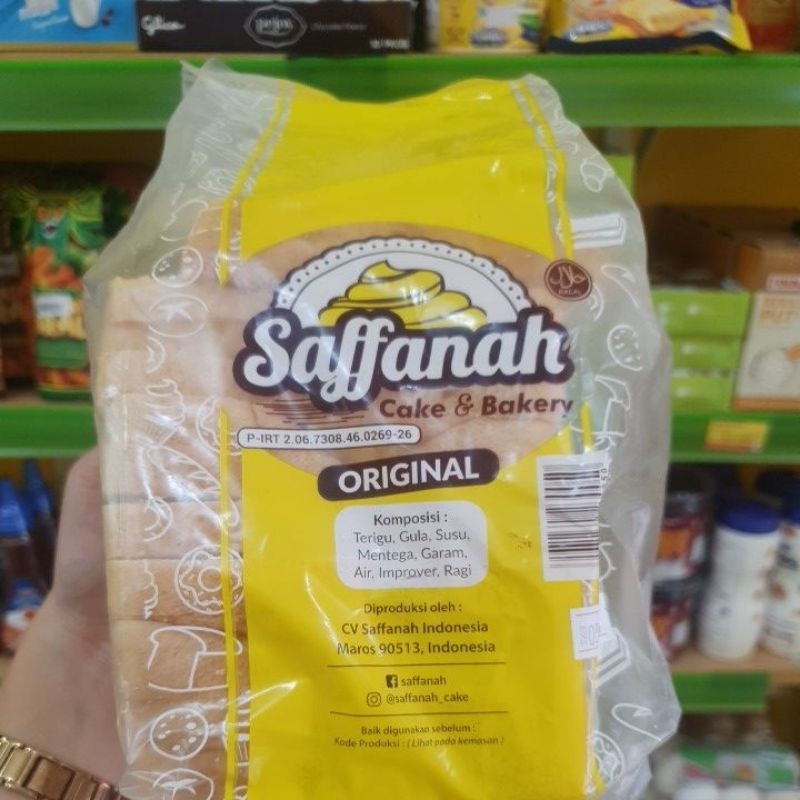 Glico
Saffanah
Cake & Bakery
HALAL
P-IRT 2.06.7308.46.0269-26
ORIGINAL
Komposisi :
Terigu, Gula, Susu,
Mentega, Garam,
Air, Improver, Ragi
Diproduksi oleh :
CV Saffanah Indonesia
Maros 90513, Indonesia
saffanah
@saffanah_cake
Baik digunakan sebelum :
Kode Produksi : ( Lihat pada kemasan )